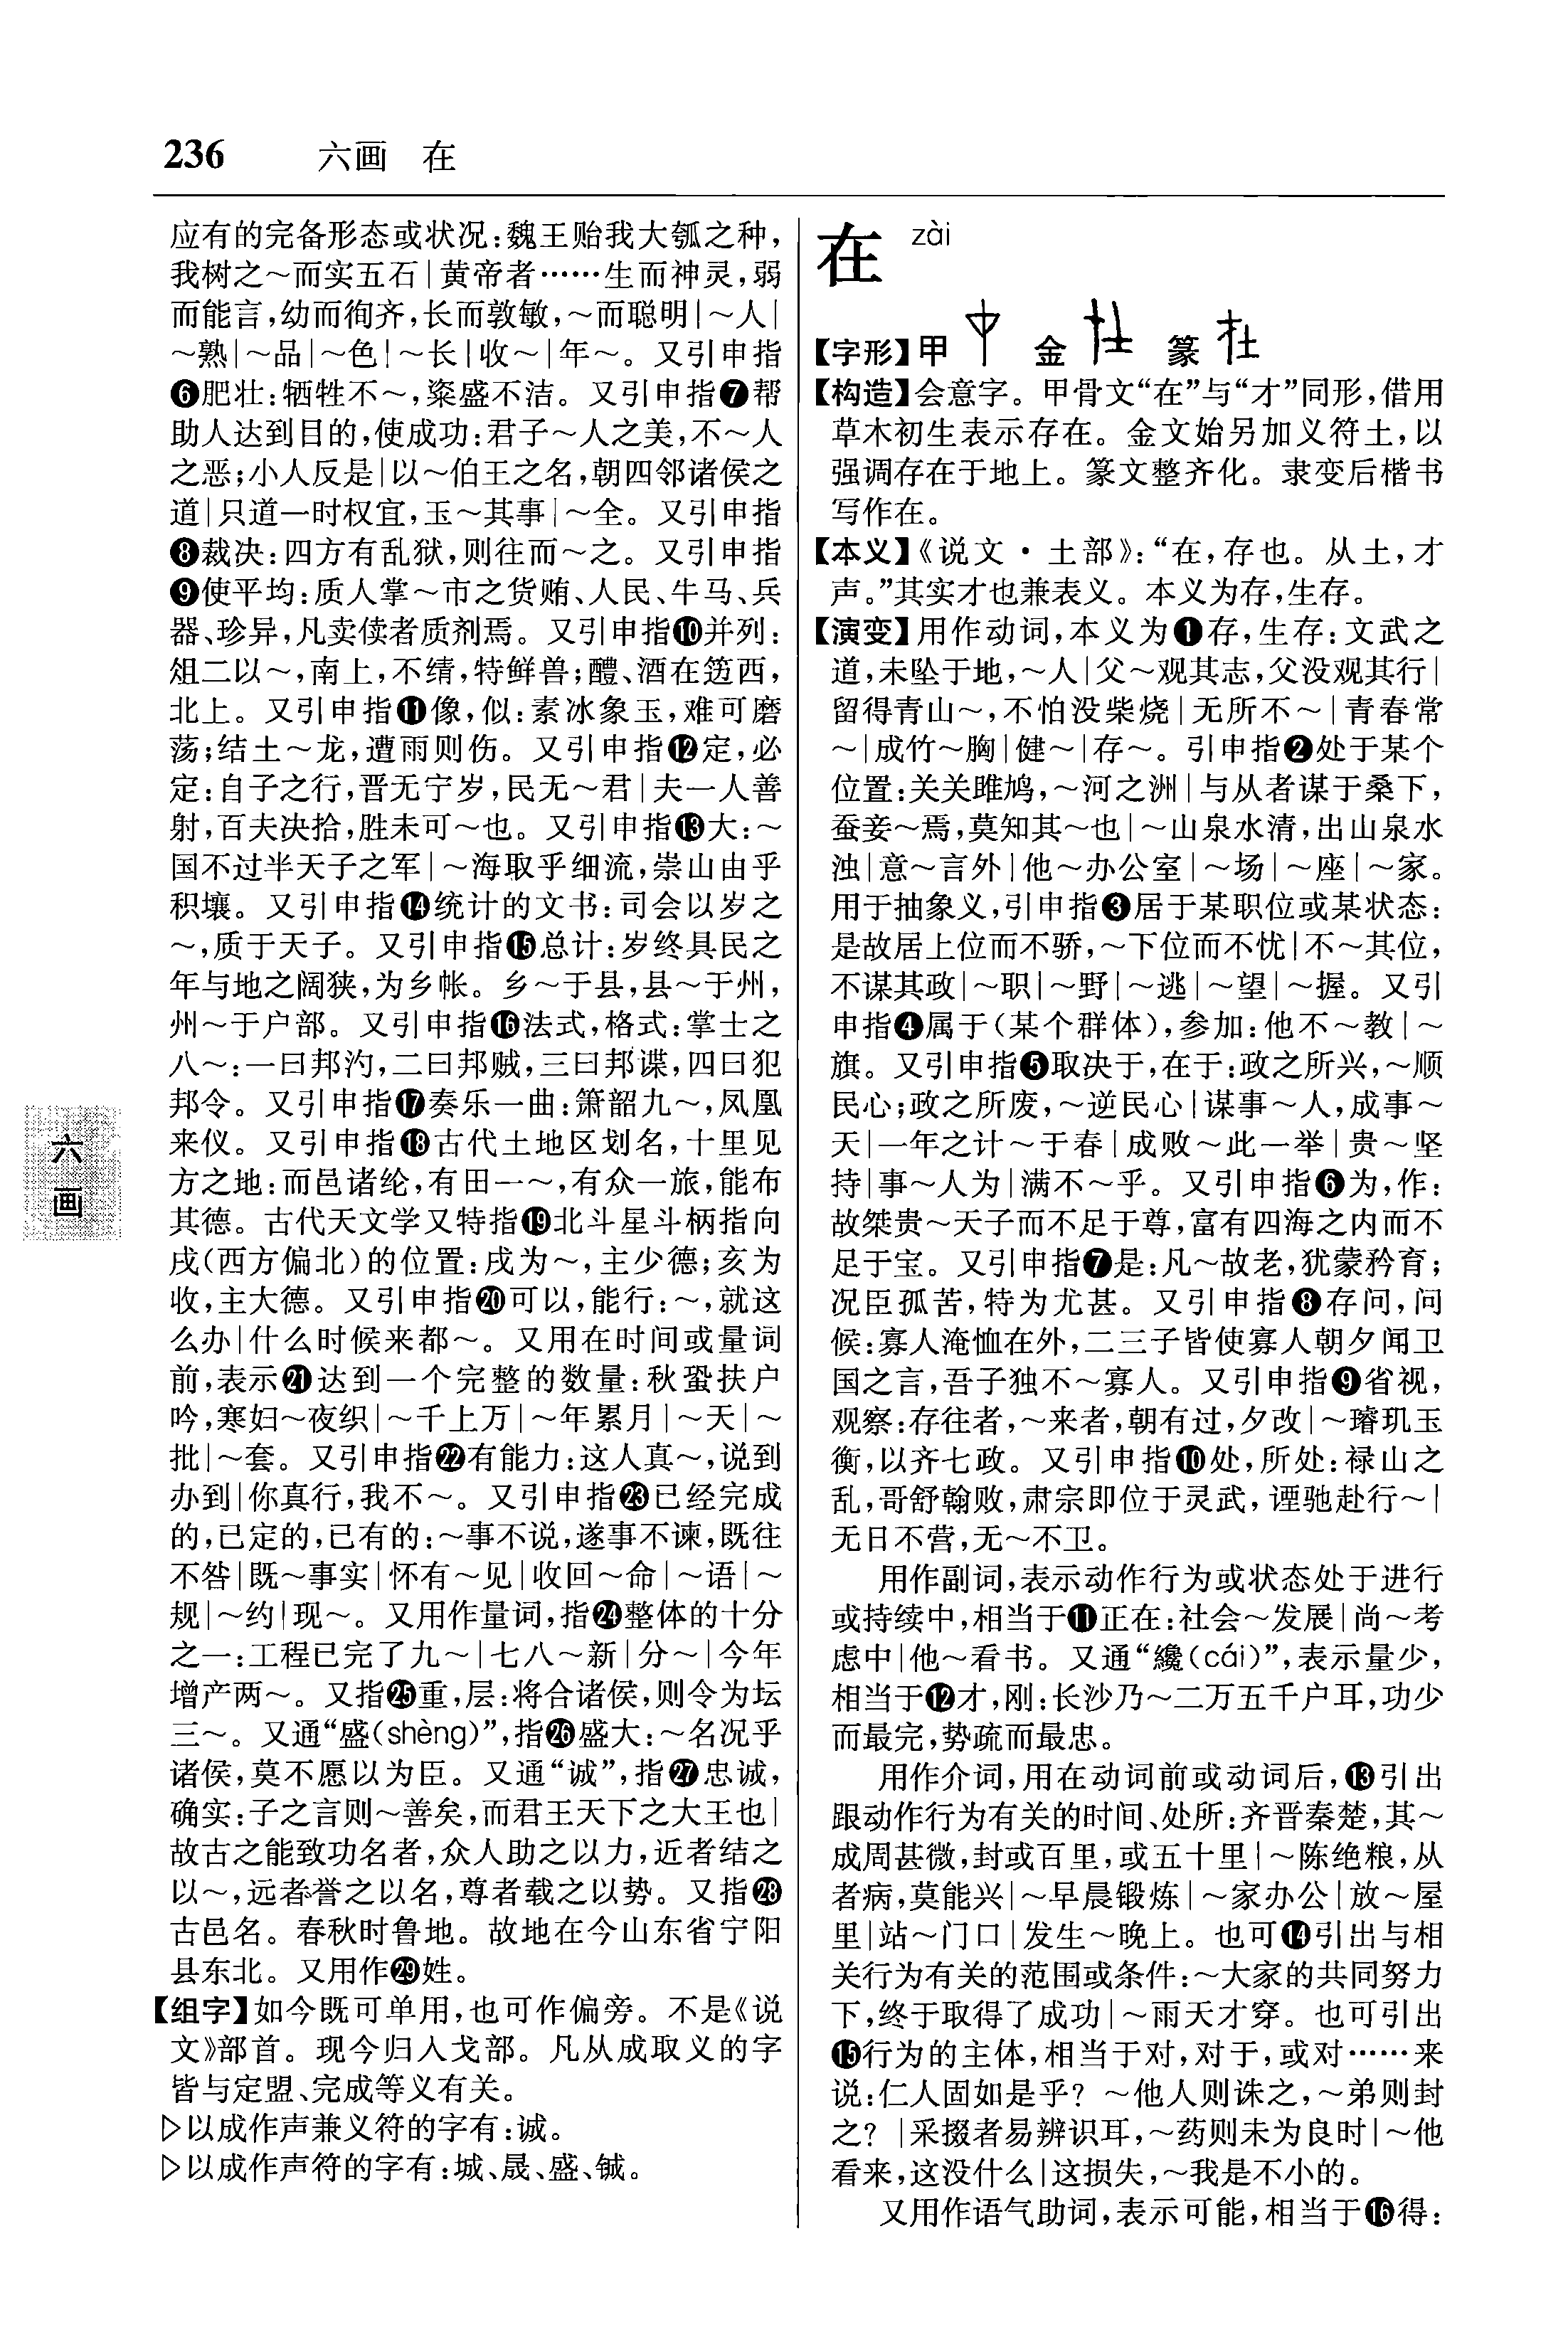 236 六画 在
应有的完备形态或状况:魏王贻我大瓠之种,
我树之～而实五石|黄帝者……生而神灵,弱
而能言,幼而徇齐,长而敦敏,～而聪明|～人|
～熟|～品|～色|～长|收～|年～。又引申指
❻肥壮:牺牲不～,粢盛不洁。又引申指❼帮
助人达到目的,使成功:君子～人之美,不～人
之恶;小人反是|以～伯王之名,朝四邻诸侯之
道|只道一时权宜,玉～其事|～全。又引申指
❽裁决:四方有乱狱,则往而～之。又引申指
❾使平均:质人掌～市之货贿、人民、牛马、兵
器、珍异,凡卖儥者质剂焉。又引申指❿并列:
俎二以～,南上,不绪,特鲜兽;醴、酒在笾西,
北上。又引申指⓫像,似:素冰象玉,难可磨
荡;结土～龙,遭雨则伤。又引申指⓬定,必
定:自子之行,晋无宁岁,民无～君|夫一人善
射,百夫决拾,胜未可～也。又引申指⓭大:～
国不过半天子之军|～海取乎细流,崇山由乎
积壤。又引申指⓮统计的文书:司会以岁之
～,质于天子。又引申指⓯总计:岁终具民之
年与地之阔狭,为乡帐。乡～于县,县～于州,
州～于户部。又引申指⓰法式,格式:掌士之
八～:一曰邦汋,二曰邦贼,三曰邦谍,四曰犯
邦令。又引申指⓱奏乐一曲:箫韶九～,凤凰
来仪。又引申指⓲古代土地区划名,十里见
方之地:而邑诸纶,有田一～,有众一旅,能布
其德。古代天文学又特指⓳北斗星斗柄指向
戌(西方偏北)的位置:戌为～,主少德;亥为
收,主大德。又引申指⓴可以,能行:～,就这
么办|什么时候来都～。又用在时间或量词
前,表示㉑达到一个完整的数量:秋蛩扶户
吟,寒妇～夜织|～千上万|～年累月|～天|～
批|～套。又引申指㉒有能力:这人真～,说到
办到|你真行,我不～。又引申指㉓已经完成
的,已定的,已有的:～事不说,遂事不谏,既往
不咎|既～事实|怀有～见|收回～命|～语|～
规|～约|现～。又用作量词,指㉔整体的十分
之一:工程已完了九～|七八～新|分～|今年
增产两～。又指㉕重,层:将合诸侯,则令为坛
三～。又通“盛(shèng)”,指㉖盛大:～名况乎
诸侯,莫不愿以为臣。又通“诚”,指㉗忠诚,
确实:子之言则～善矣,而君王天下之大王也|
故古之能致功名者,众人助之以力,近者结之
以～,远者誉之以名,尊者载之以势。又指㉘
古邑名。春秋时鲁地。故地在今山东省宁阳
县东北。又用作㉙姓。
【组字】如今既可单用,也可作偏旁。不是《说
文》部首。现今归入戈部。凡从成取义的字
皆与定盟、完成等义有关。
▷以成作声兼义符的字有:诚。
▷以成作声符的字有:城、晟、盛、铖。
在 zài
【字形】甲 金 篆
【构造】会意字。甲骨文“在”与“才”同形,借用
草木初生表示存在。金文始另加义符土,以
强调存在于地上。篆文整齐化。隶变后楷书
写作在。
【本义】《说文·土部》:“在,存也。从土,才
声。”其实才也兼表义。本义为存,生存。
【演变】用作动词,本义为❶存,生存:文武之
道,未坠于地,～人|父～观其志,父没观其行|
留得青山～,不怕没柴烧|无所不～|青春常
～|成竹～胸|健～|存～。引申指❷处于某个
位置:关关雎鸠,～河之洲|与从者谋于桑下,
蚕妾～焉,莫知其～也|～山泉水清,出山泉水
浊|意～言外|他～办公室|～场|～座|～家。
用于抽象义,引申指❸居于某职位或某状态:
是故居上位而不骄,～下位而不忧|不～其位,
不谋其政|～职|～野|～逃|～望|～握。又引
申指❹属于(某个群体),参加:他不～教|～
旗。又引申指❺取决于,在于:政之所兴,～顺
民心;政之所废,～逆民心|谋事～人,成事～
天|一年之计～于春|成败～此一举|贵～坚
持|事～人为|满不～乎。又引申指❻为,作:
故桀贵～天子而不足于尊,富有四海之内而不
足于宝。又引申指❼是:凡～故老,犹蒙矜育;
况臣孤苦,特为尤甚。又引申指❽存问,问
候:寡人淹恤在外,二三子皆使寡人朝夕闻卫
国之言,吾子独不～寡人。又引申指❾省视,
观察:存往者,～来者,朝有过,夕改|～璿玑玉
衡,以齐七政。又引申指❿处,所处:禄山之
乱,哥舒翰败,肃宗即位于灵武,谭驰赴行～|
无日不营,无～不卫。
用作副词,表示动作行为或状态处于进行
或持续中,相当于⓫正在:社会～发展|尚～考
虑中|他～看书。又通“纔(cái)”,表示量少,
相当于⓬才,刚:长沙乃～二万五千户耳,功少
而最完,势疏而最忠。
用作介词,用在动词前或动词后,⓭引出
跟动作行为有关的时间、处所:齐晋秦楚,其～
成周甚微,封或百里,或五十里|～陈绝粮,从
者病,莫能兴|～早晨锻炼|～家办公|放～屋
里|站～门口|发生～晚上。也可⓮引出与相
关行为有关的范围或条件:～大家的共同努力
下,终于取得了成功|～雨天才穿。也可引出
⓯行为的主体,相当于对,对于,或对……来
说:仁人固如是乎？～他人则诛之,～弟则封
之？|采掇者易辨识耳,～药则未为良时|～他
看来,这没什么|这损失,～我是不小的。
又用作语气助词,表示可能,相当于⓰得:
六
画